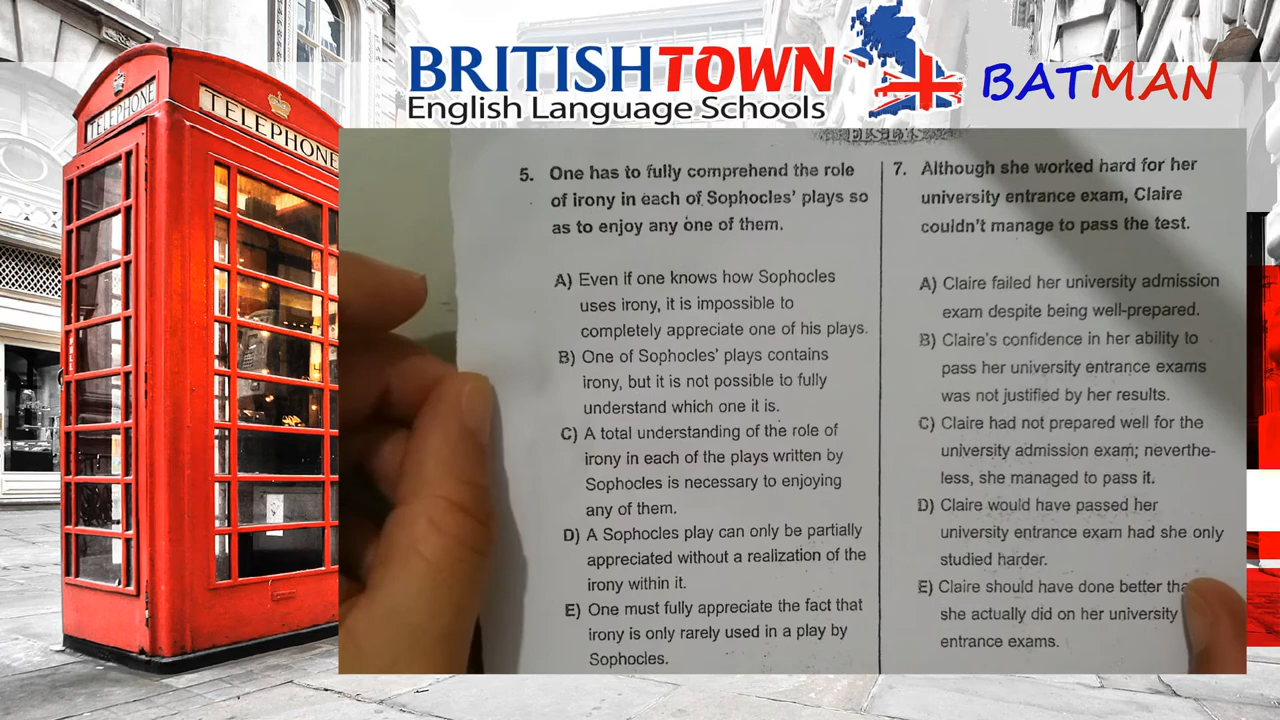 TELEPHONE
TELEPHONE
BRITISHTOWN
English Language Schools
BATMAN
5. One has to fully comprehend the role
of irony in each of Sophocles' plays so
as to enjoy any one of them.
A) Even if one knows how Sophocles
uses irony, it is impossible to
completely appreciate one of his plays.
B) One of Sophocles' plays contains
irony, but it is not possible to fully
understand which one it is.
C) A total understanding of the role of
irony in each of the plays written by
Sophocles is necessary to enjoying
any of them.
D) A Sophocles play can only be partially
appreciated without a realization of the
irony within it.
E) One must fully appreciate the fact that
irony is only rarely used in a play by
Sophocles.
7. Although she worked hard for her
university entrance exam, Claire
couldn't manage to pass the test.
A) Claire failed her university admission
exam despite being well-prepared.
B) Claire's confidence in her ability to
pass her university entrance exams
was not justified by her results.
C) Claire had not prepared well for the
university admission exam; neverthe-
less, she managed to pass it.
D) Claire would have passed her
university entrance exam had she only
studied harder.
E) Claire should have done better
she actually did on her university
entrance exams.